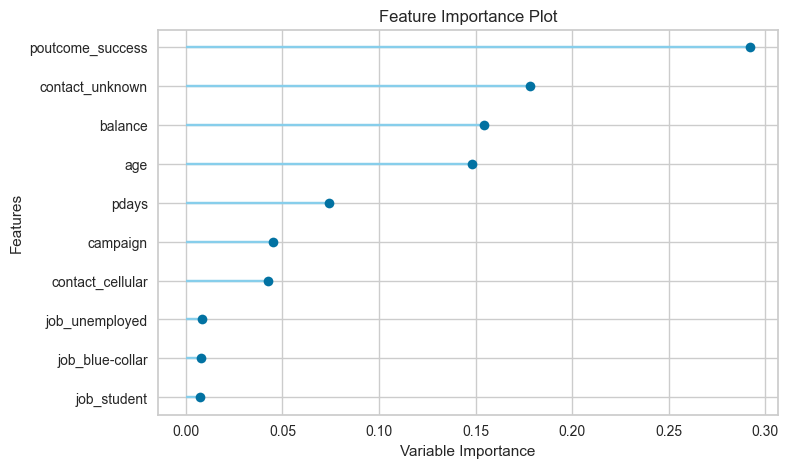 Feature Importance Plot
poutcome_success
contact_unknown
balance
age
pdays
campaign
contact_cellular
job_unemployed
job_blue-collar
job_student
Features
0.00 0.05 0.10 0.15 0.20 0.25 0.30
Variable Importance